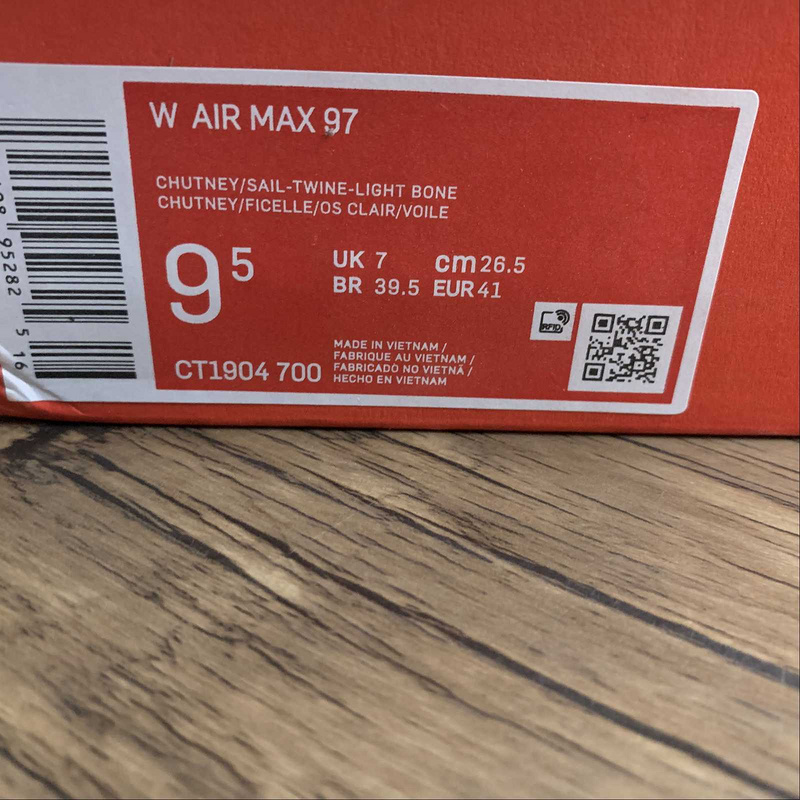 W AIR MAX 97
CHUTNEY/SAIL-TWINE-LIGHT BONE
CHUTNEY/FICELLE/OS CLAIR/VOILE
9 5
UK 7 cm 26.5
BR 39.5 EUR 41
MADE IN VIETNAM /
FABRIQUE AU VIETNAM /
FABRICADO NO VIETNÃ /
HECHO EN VIETNAM
CT1904 700
RFID
95282 5 16